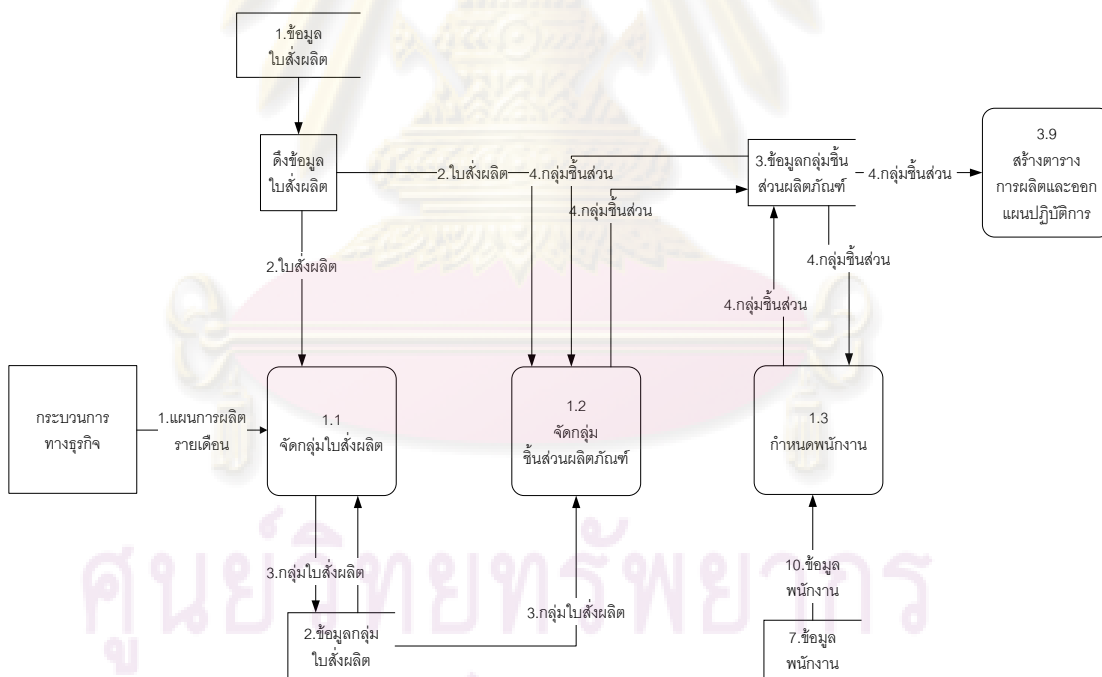 1.ข้อมูล
ใบสั่งผลิต
ดึงข้อมูล
ใบสั่งผลิต
2.ใบสั่งผลิต
4.กลุ่มชิ้นส่วน
3.ข้อมูลกลุ่มชิ้น
ส่วนผลิตภัณฑ์
4.กลุ่มชิ้นส่วน
3.9
สร้างตาราง
การผลิตและออก
แผนปฏิบัติการ
4.กลุ่มชิ้นส่วน
2.ใบสั่งผลิต
4.กลุ่มชิ้นส่วน
4.กลุ่มชิ้นส่วน
กระบวนการ
ทางธุรกิจ
1.แผนการผลิต
รายเดือน
1.1
จัดกลุ่มใบสั่งผลิต
1.2
จัดกลุ่ม
ชิ้นส่วนผลิตภัณฑ์
1.3
กำหนดพนักงาน
3.กลุ่มใบสั่งผลิต
10.ข้อมูล
พนักงาน
3.กลุ่มใบสั่งผลิต
2.ข้อมูลกลุ่ม
ใบสั่งผลิต
7.ข้อมูล
พนักงาน
ศูนย์วิทยทรัพยากร